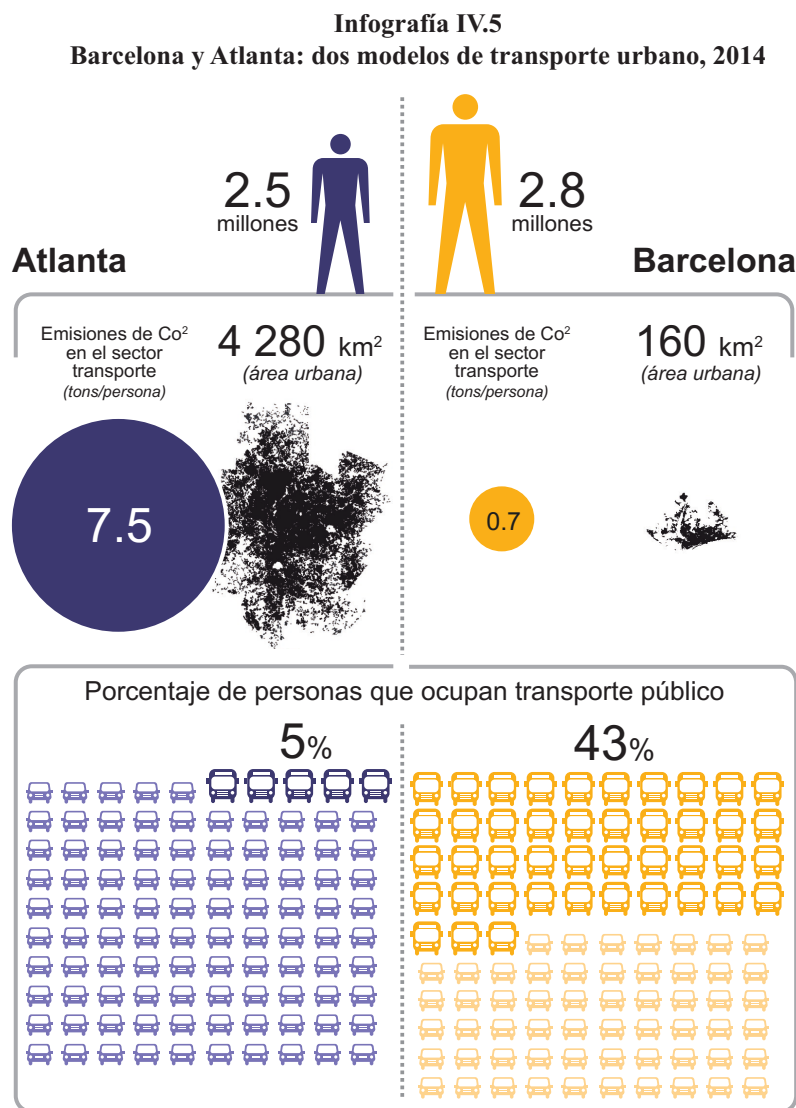 Infografía IV.5
Barcelona y Atlanta: dos modelos de transporte urbano, 2014
2.5
millones
Atlanta
2.8
millones
Barcelona
Emisiones de Co²
en el sector
transporte
(tons/persona)
4 280 km²
(área urbana)
7.5
Emisiones de Co²
en el sector
transporte
(tons/persona)
160 km²
(área urbana)
0.7
Porcentaje de personas que ocupan transporte público
5%
43%